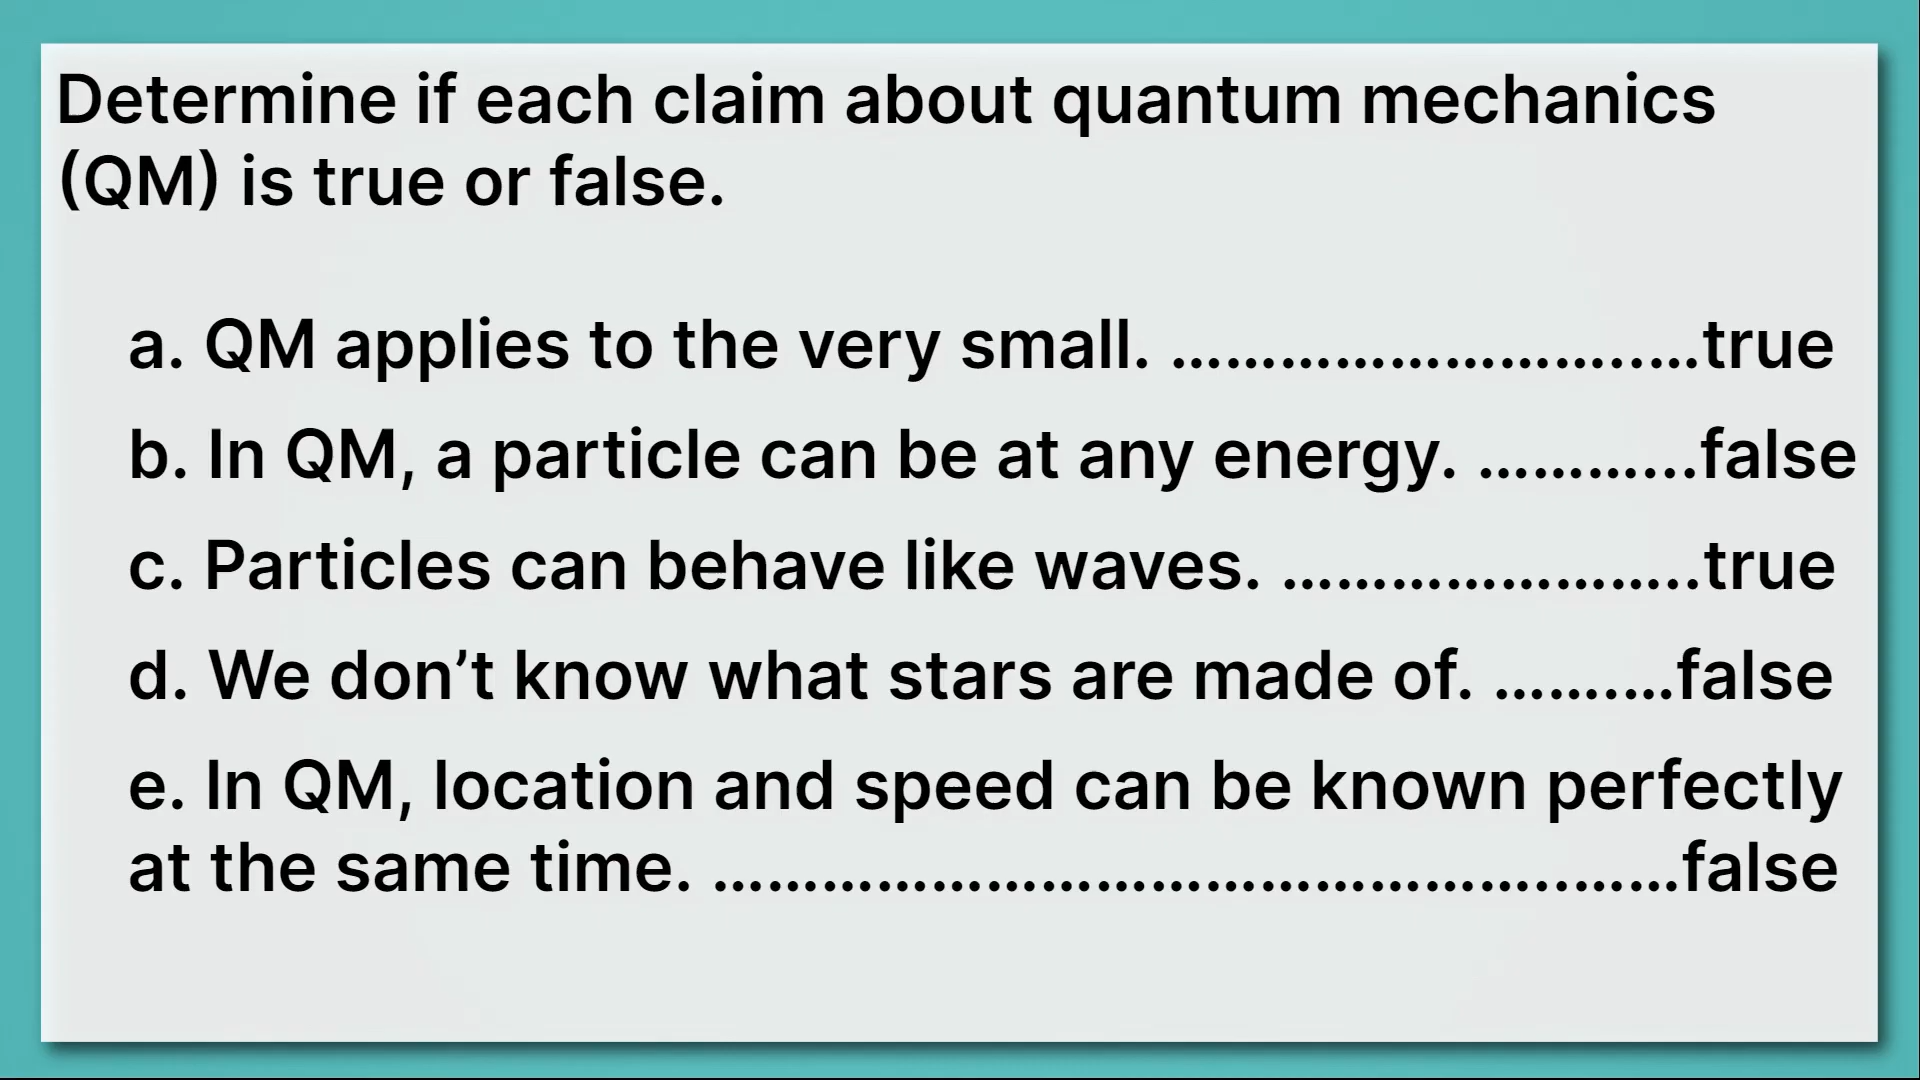 Determine if each claim about quantum mechanics
(QM) is true or false.
a. QM applies to the very small. ............................true
b. In QM, a particle can be at any energy. ............false
c. Particles can behave like waves. .......................true
d. We don’t know what stars are made of. ..........false
e. In QM, location and speed can be known perfectly
at the same time. .....................................................false